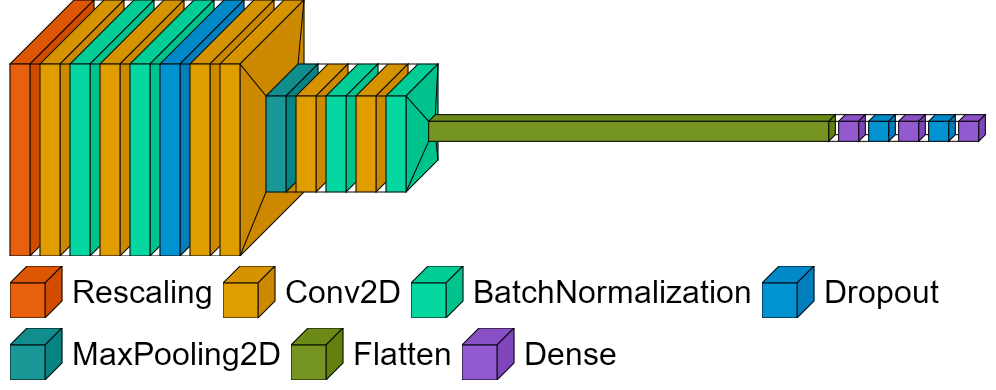 Rescaling Conv2D BatchNormalization Dropout
MaxPooling2D Flatten Dense